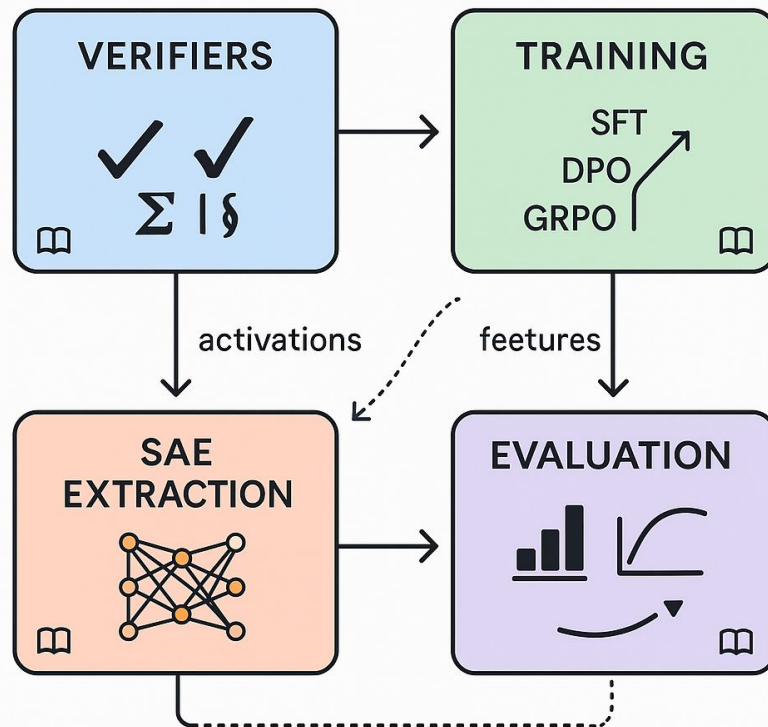 VERIFIERS
Σ | §
TRAINING
SFT
DPO
GRPO
activations
feetures
SAE
EXTRACTION
EVALUATION